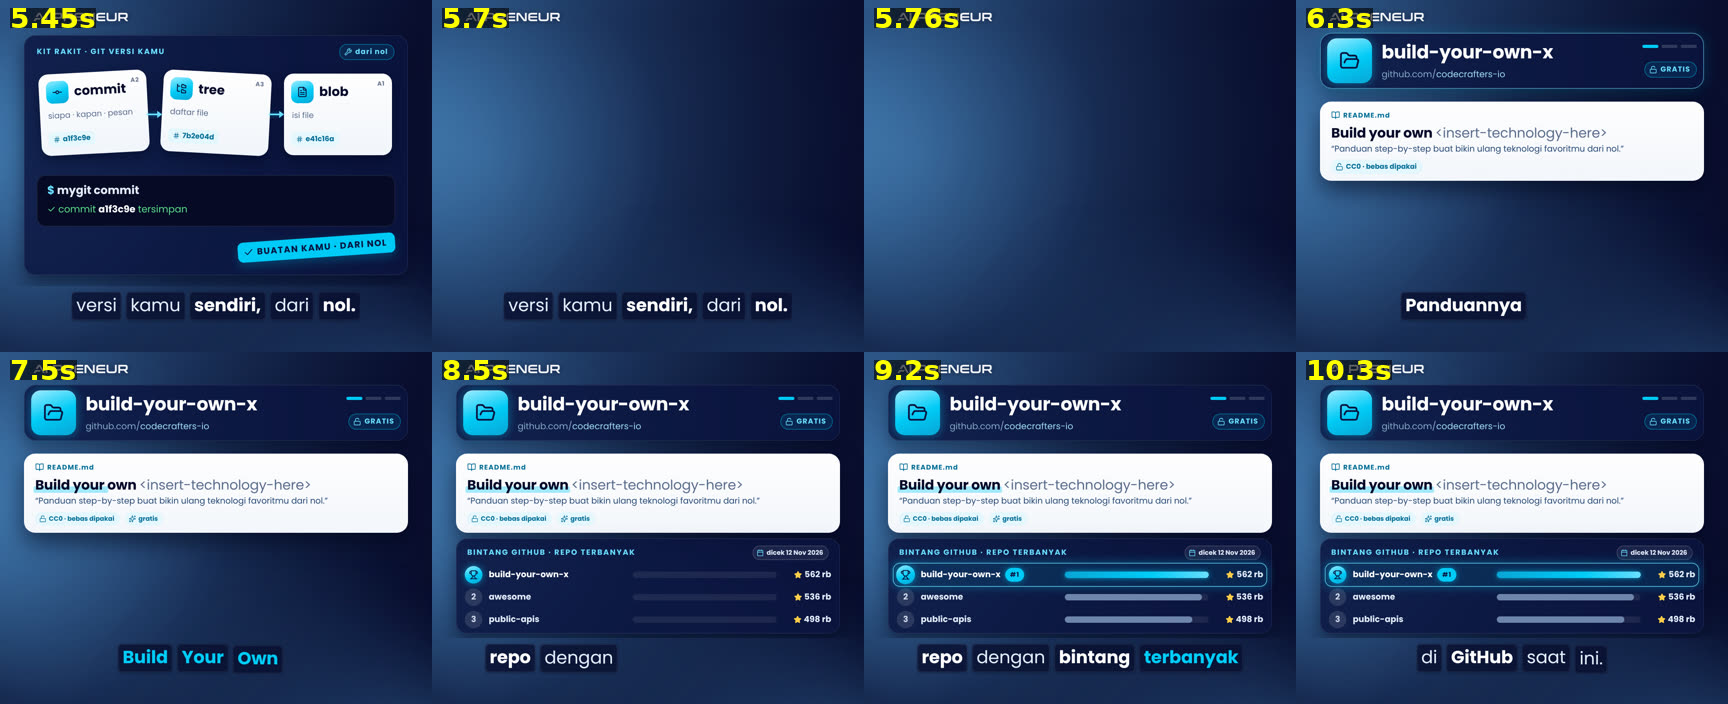 5.45s
ENEUR
KIT RAKIT · GIT VERSI KAMU
dari nol
commit
A2
siapa · kapan · pesan
# a1f3c9e
tree
A3
daftar file
# 7b2e04d
blob
A1
isi file
# e41c16a
$ mygit commit
✓ commit a1f3c9e tersimpan
✓ BUATAN KAMU · DARI NOL
versi kamu sendiri, dari nol.
5.7s
ENEUR
versi kamu sendiri, dari nol.
5.76s
ENEUR
6.3s
ENEUR
build-your-own-x
github.com/codecrafters-io
GRATIS
README.md
Build your own <insert-technology-here>
“Panduan step-by-step buat bikin ulang teknologi favoritmu dari nol.”
CC0 · bebas dipakai
Panduannya
7.5s
ENEUR
build-your-own-x
github.com/codecrafters-io
GRATIS
README.md
Build your own <insert-technology-here>
“Panduan step-by-step buat bikin ulang teknologi favoritmu dari nol.”
CC0 · bebas dipakai
gratis
Build Your Own
8.5s
ENEUR
build-your-own-x
github.com/codecrafters-io
GRATIS
README.md
Build your own <insert-technology-here>
“Panduan step-by-step buat bikin ulang teknologi favoritmu dari nol.”
CC0 · bebas dipakai
gratis
BINTANG GITHUB · REPO TERBANYAK
dicek 12 Nov 2026
build-your-own-x
562 rb
2 awesome
536 rb
3 public-apis
498 rb
repo dengan
9.2s
ENEUR
build-your-own-x
github.com/codecrafters-io
GRATIS
README.md
Build your own <insert-technology-here>
“Panduan step-by-step buat bikin ulang teknologi favoritmu dari nol.”
CC0 · bebas dipakai
gratis
BINTANG GITHUB · REPO TERBANYAK
dicek 12 Nov 2026
build-your-own-x #1
562 rb
2 awesome
536 rb
3 public-apis
498 rb
repo dengan bintang terbanyak
10.3s
ENEUR
build-your-own-x
github.com/codecrafters-io
GRATIS
README.md
Build your own <insert-technology-here>
“Panduan step-by-step buat bikin ulang teknologi favoritmu dari nol.”
CC0 · bebas dipakai
gratis
BINTANG GITHUB · REPO TERBANYAK
dicek 12 Nov 2026
build-your-own-x #1
562 rb
2 awesome
536 rb
3 public-apis
498 rb
di GitHub saat ini.